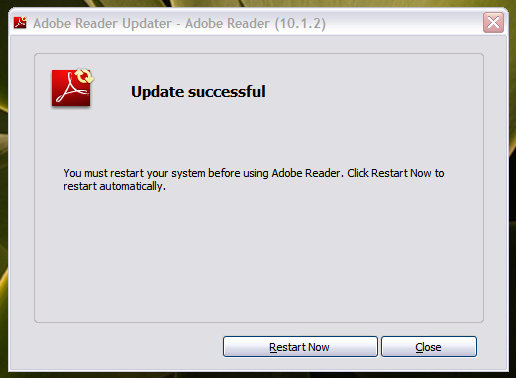 Adobe Reader Updater - Adobe Reader (10.1.2)
Update successful
You must restart your system before using Adobe Reader. Click Restart Now to
restart automatically.
Restart Now Close